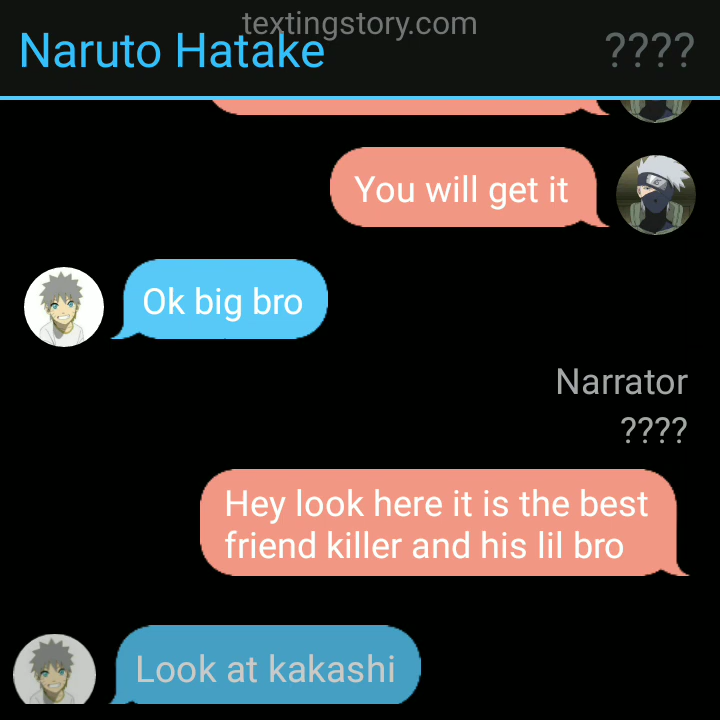 textingstory.com
Naruto Hatake
????
You will get it
Ok big bro
Narrator
????
Hey look here it is the best
friend killer and his lil bro
Look at kakashi